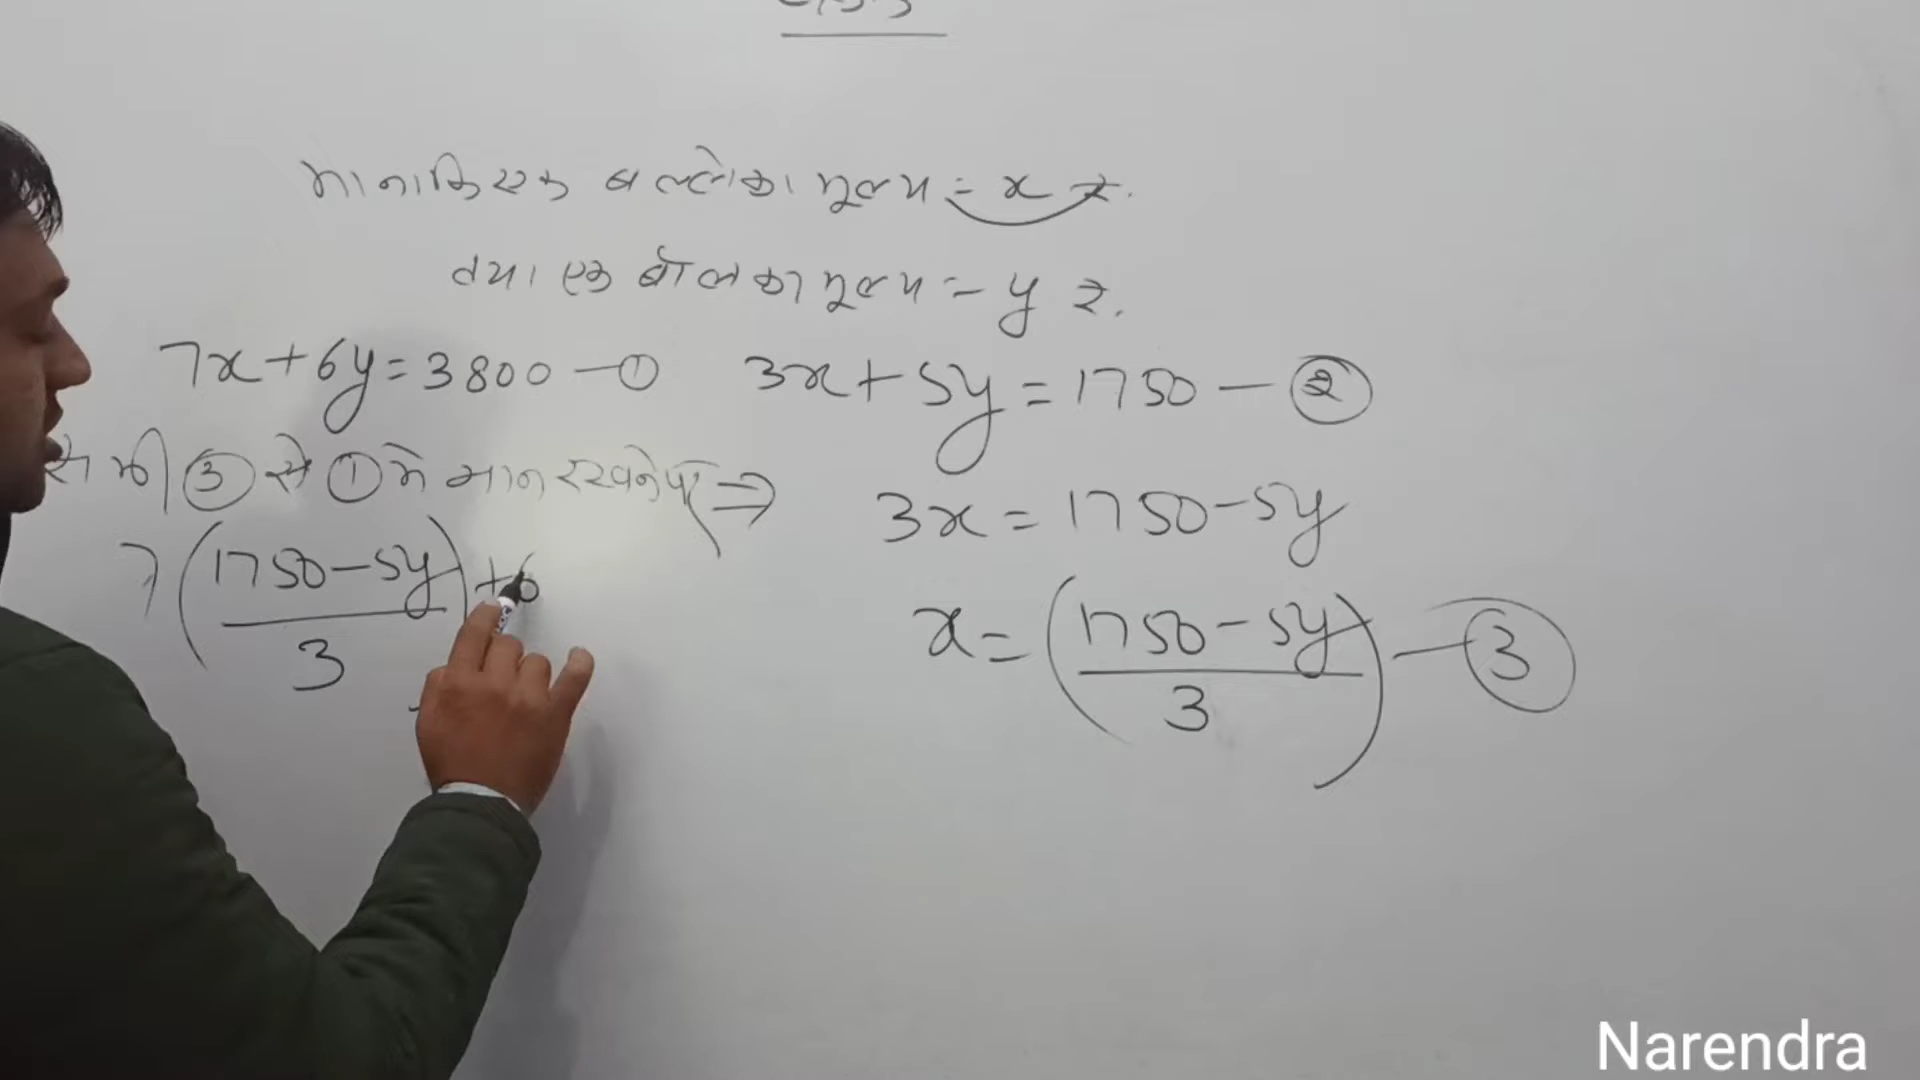 माना कि एक बल्ले का मूल्य = x रु.
तथा एक बॉल का मूल्य = y रु.
7x+6y=3800 — ①
3x+5y=1750 — ②
समी ③ से ① में मान रखने पर ⇒
3x=1750-5y
7(1750-5y/3)+6
x=(1750-5y/3) — ③
Narendra